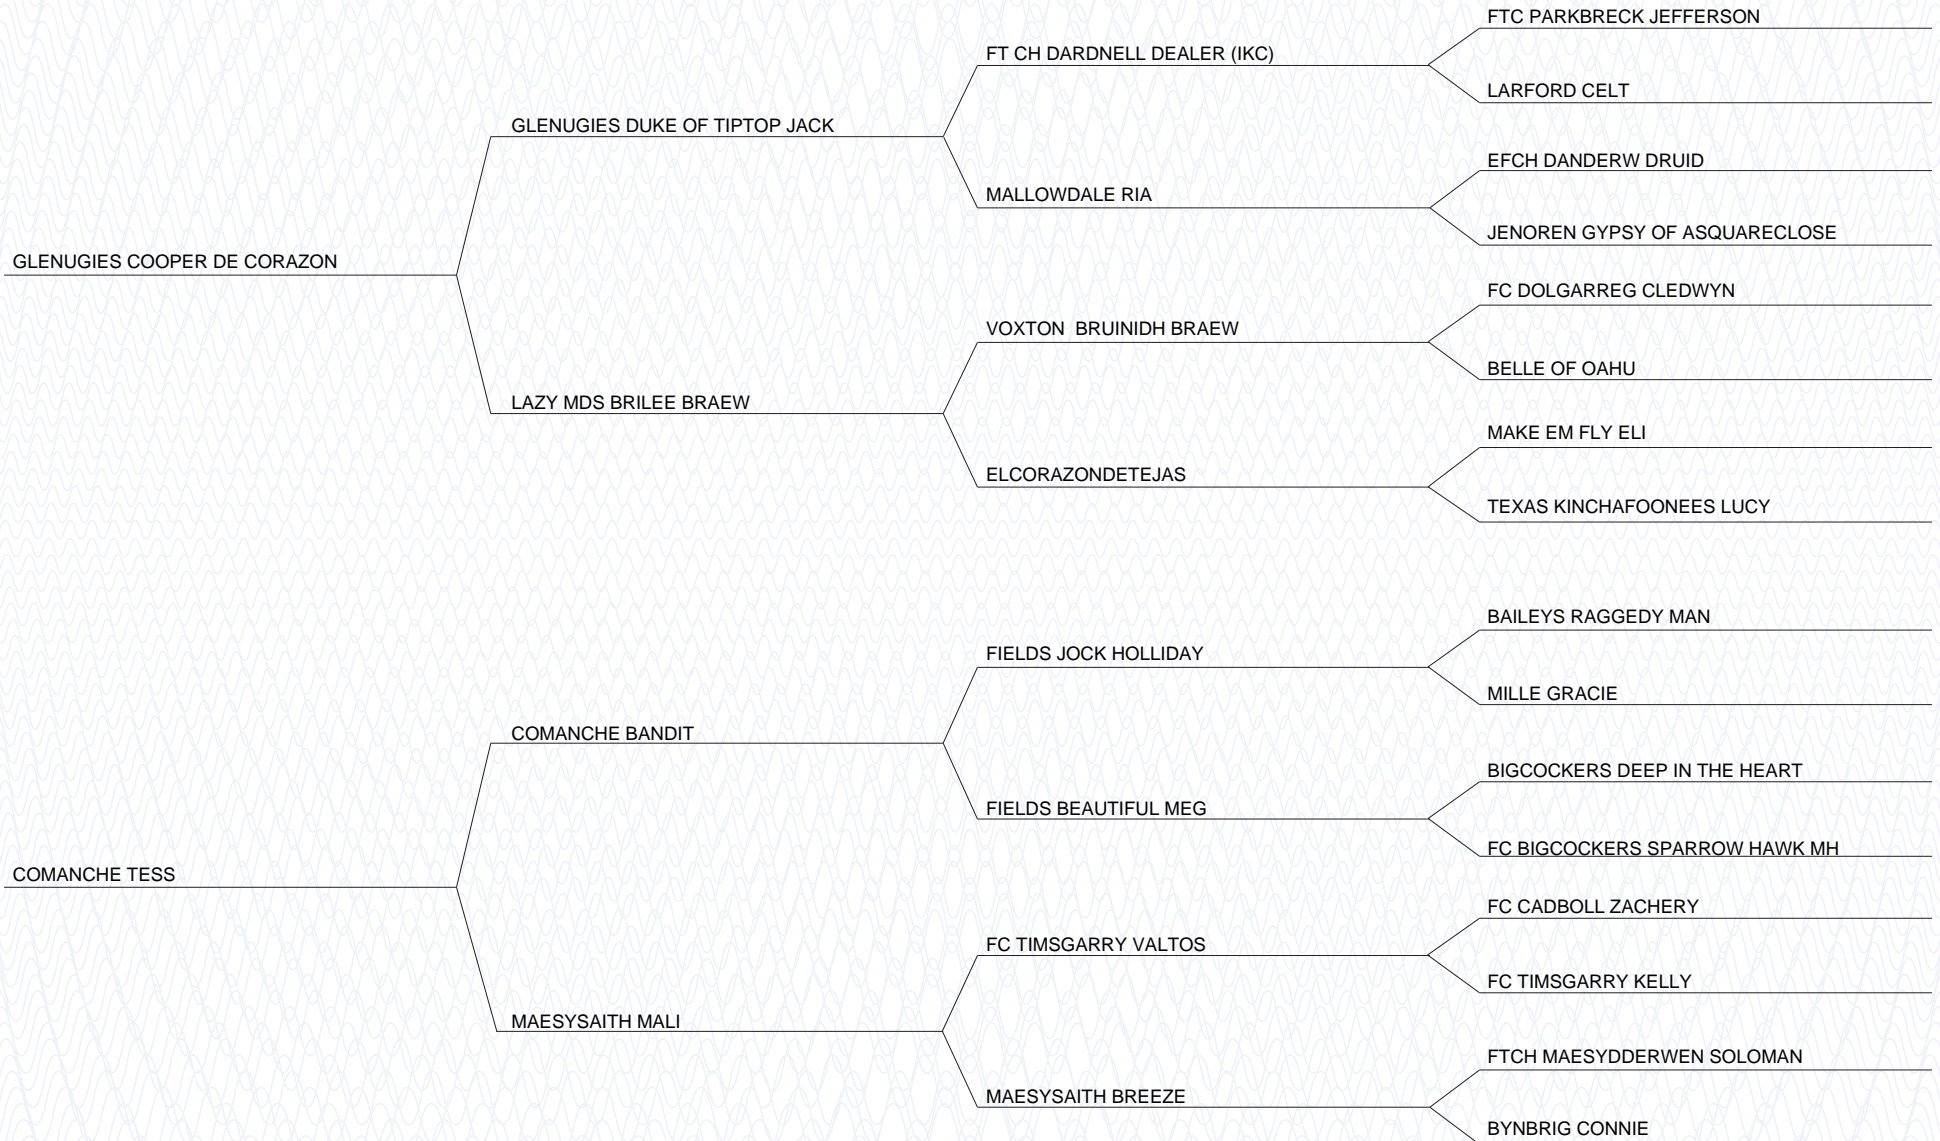 FTC PARKBRECK JEFFERSON
FT CH DARDNELL DEALER (IKC)
LARFORD CELT
GLENUGIES DUKE OF TIPTOP JACK
EFCH DANDERW DRUID
MALLOWDALE RIA
JENOREN GYPSY OF ASQUARECLOSE
GLENUGIES COOPER DE CORAZON
FC DOLGARREG CLEDWYN
VOXTON  BRUINIDH BRAEW
BELLE OF OAHU
LAZY MDS BRILEE BRAEW
MAKE EM FLY ELI
ELCORAZONDETEJAS
TEXAS KINCHAFOONEES LUCY
BAILEYS RAGGEDY MAN
FIELDS JOCK HOLLIDAY
MILLE GRACIE
COMANCHE BANDIT
BIGCOCKERS DEEP IN THE HEART
FIELDS BEAUTIFUL MEG
FC BIGCOCKERS SPARROW HAWK MH
COMANCHE TESS
FC CADBOLL ZACHERY
FC TIMSGARRY VALTOS
FC TIMSGARRY KELLY
MAESYSAITH MALI
FTCH MAESYDDERWEN SOLOMAN
MAESYSAITH BREEZE
BYNBRIG CONNIE